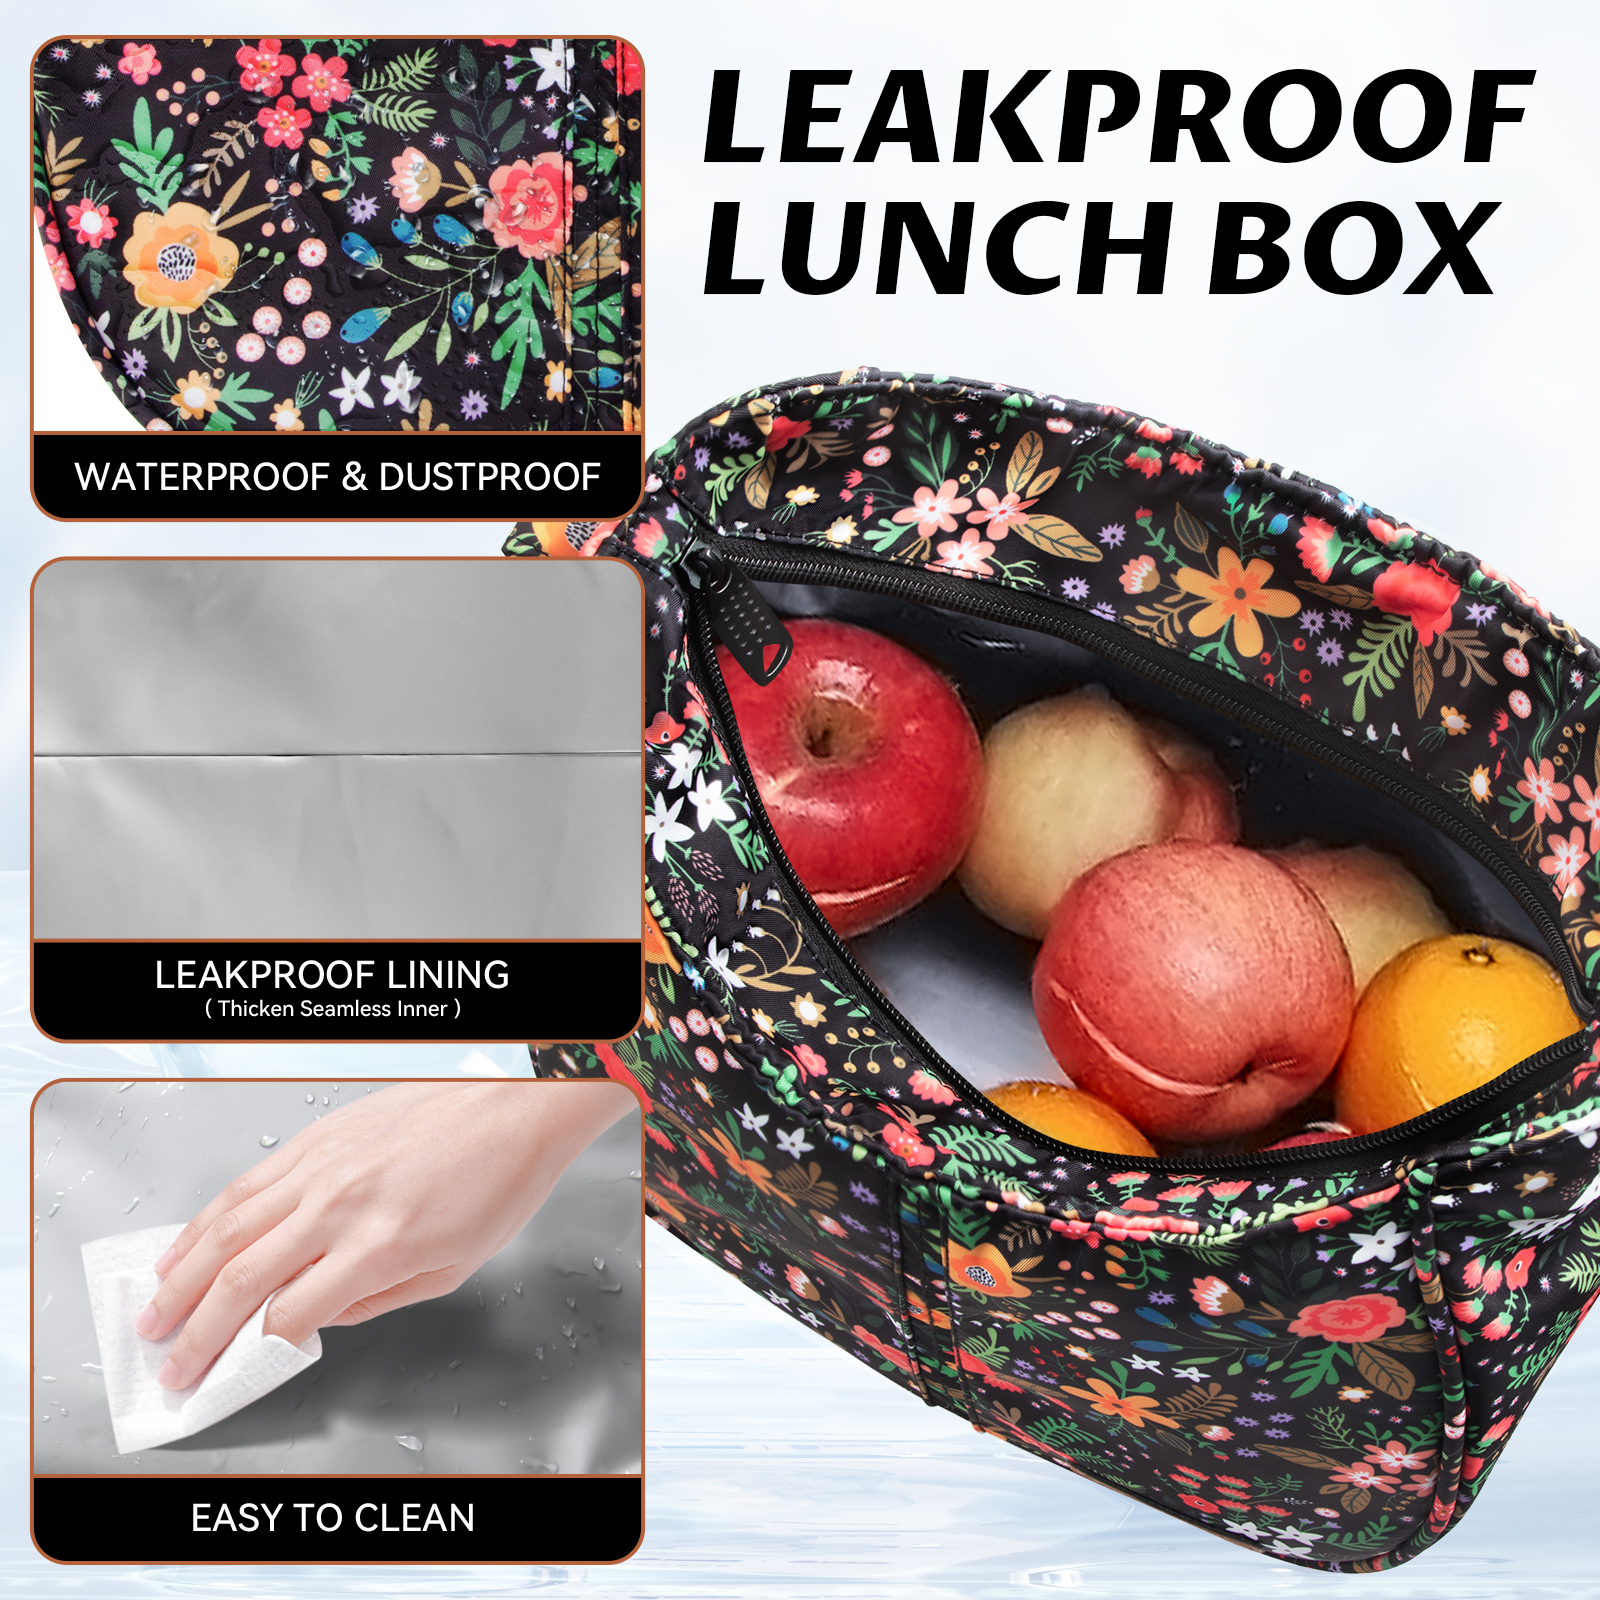 LEAKPROOF
LUNCH BOX
WATERPROOF & DUSTPROOF
LEAKPROOF LINING
( Thicken Seamless Inner )
EASY TO CLEAN